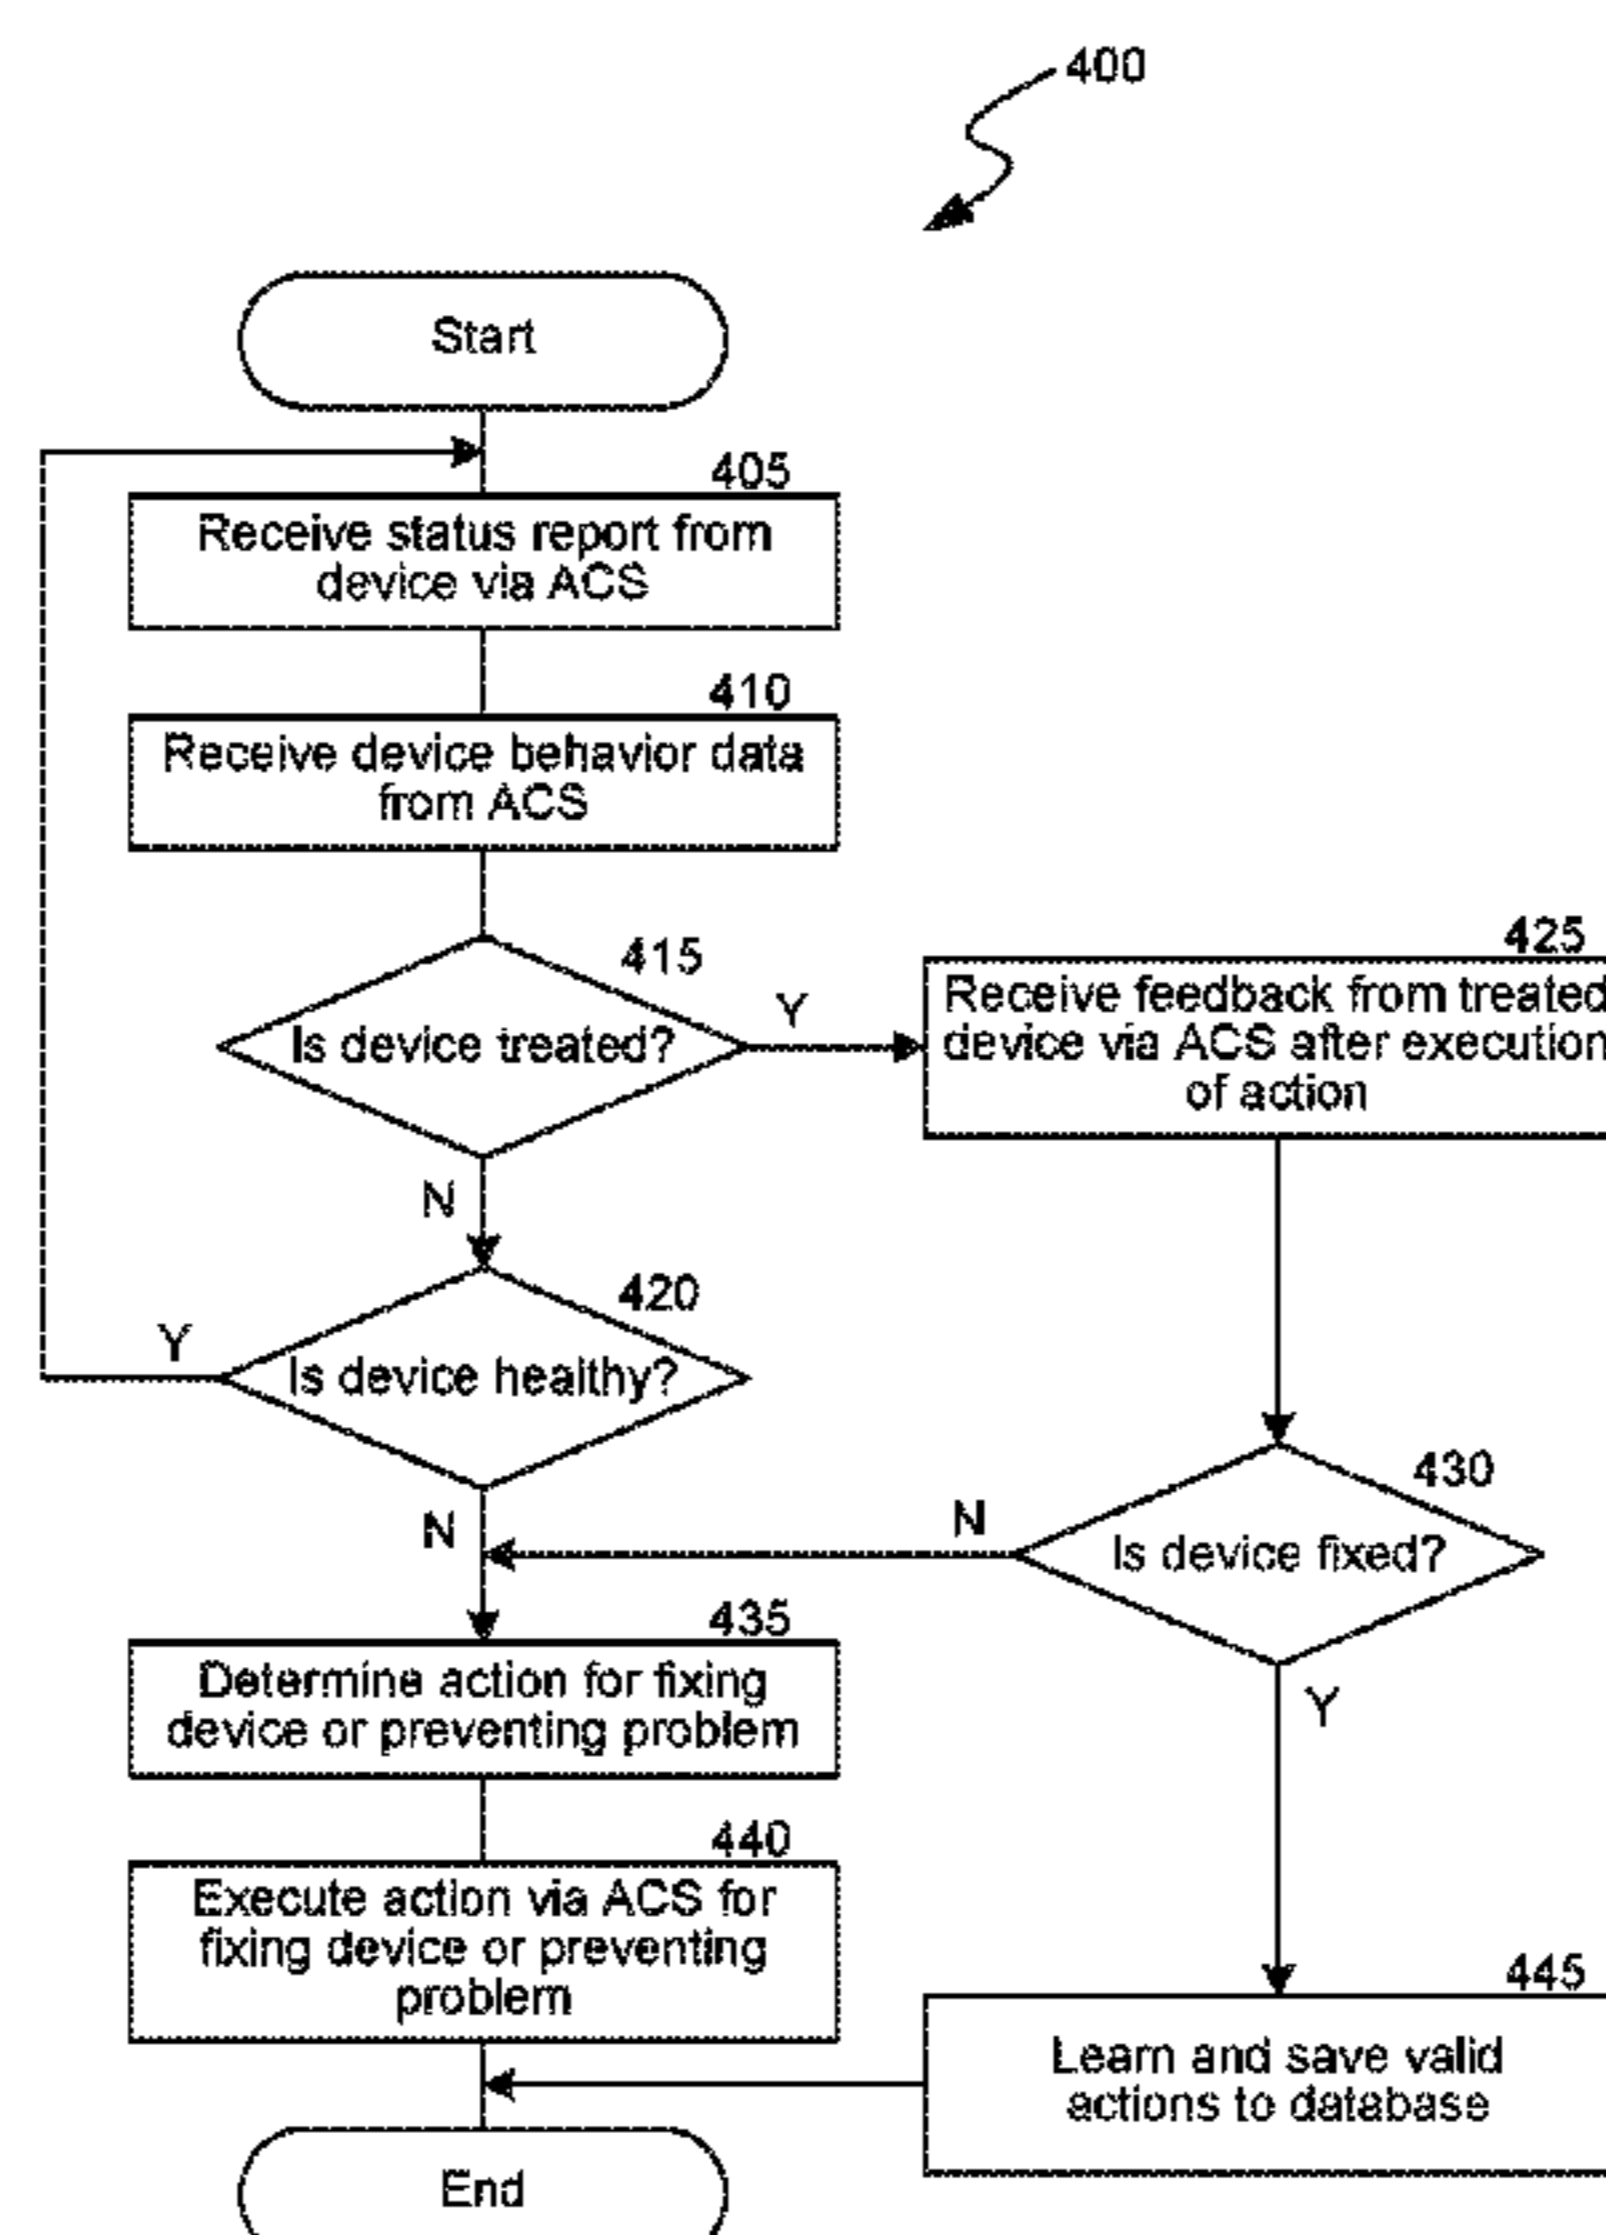 400
Start
405
Receive status report from
device via ACS
410
Receive device behavior data
from ACS
415
Is device treated?
Y
N
425
Receive feedback from treated
device via ACS after execution
of action
420
Is device healthy?
Y
N
430
Is device fixed?
N
Y
435
Determine action for fixing
device or preventing problem
440
Execute action via ACS for
fixing device or preventing
problem
445
Learn and save valid
actions to database
End